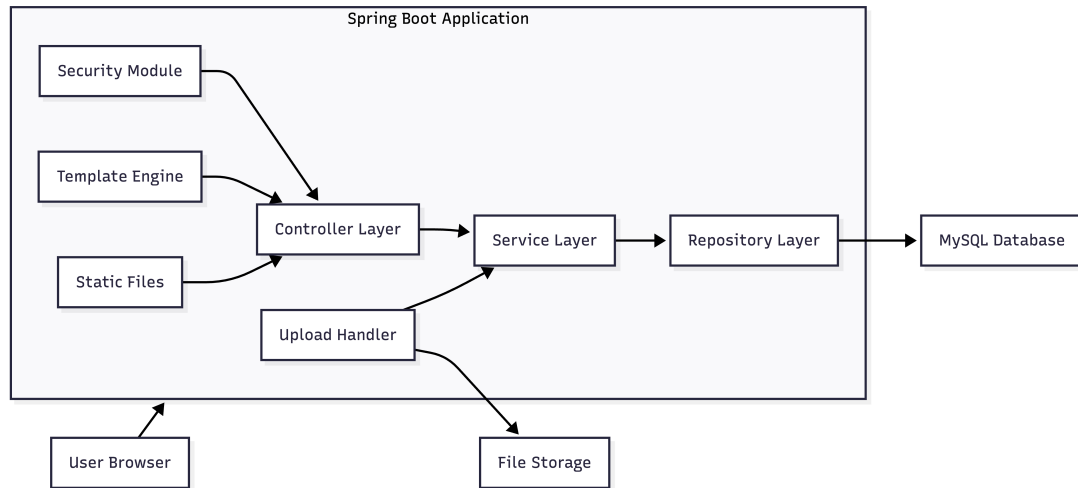 Spring Boot Application
Security Module
Template Engine
Controller Layer
Service Layer
Repository Layer
MySQL Database
Static Files
Upload Handler
User Browser
File Storage